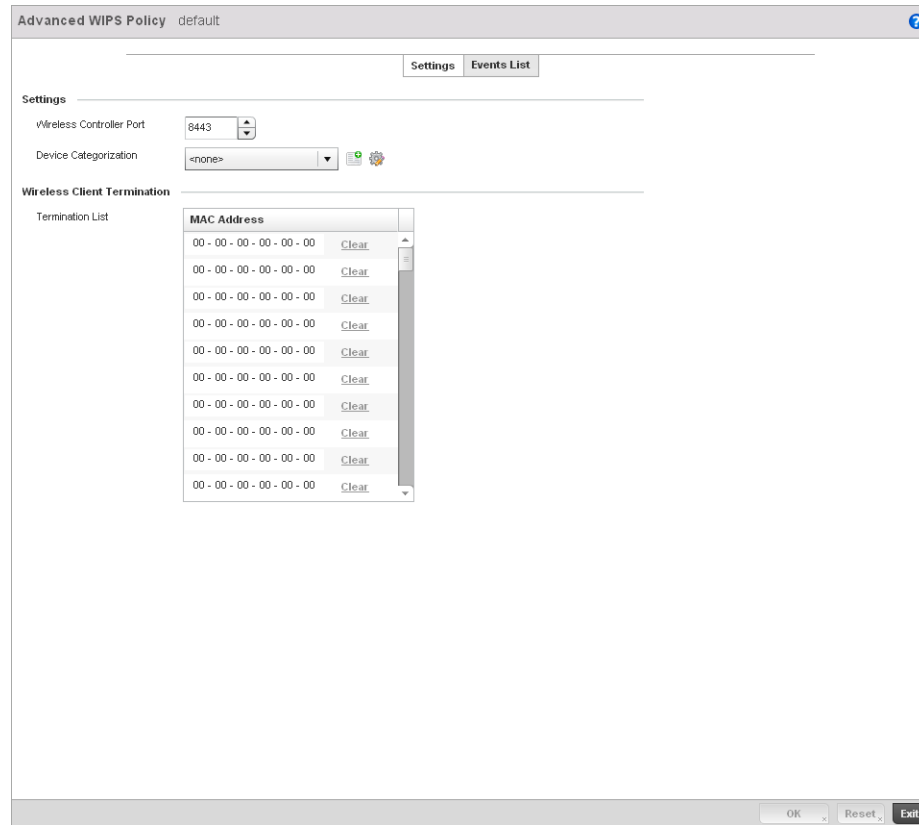 Advanced WIPS Policy default
?
Settings Events List
Settings
Wireless Controller Port 8443
Device Categorization <none>
Wireless Client Termination
Termination List MAC Address
00 - 00 - 00 - 00 - 00 - 00 Clear
00 - 00 - 00 - 00 - 00 - 00 Clear
00 - 00 - 00 - 00 - 00 - 00 Clear
00 - 00 - 00 - 00 - 00 - 00 Clear
00 - 00 - 00 - 00 - 00 - 00 Clear
00 - 00 - 00 - 00 - 00 - 00 Clear
00 - 00 - 00 - 00 - 00 - 00 Clear
00 - 00 - 00 - 00 - 00 - 00 Clear
00 - 00 - 00 - 00 - 00 - 00 Clear
00 - 00 - 00 - 00 - 00 - 00 Clear
OK Reset Exit